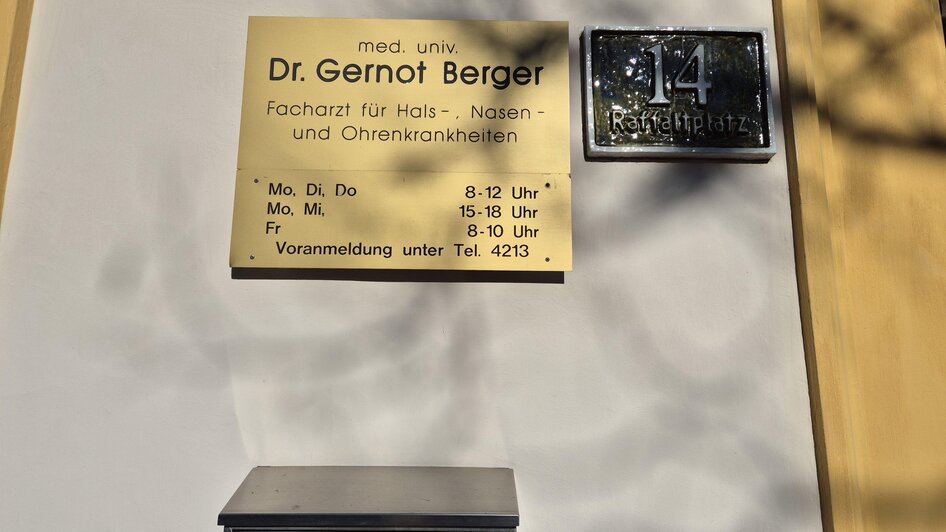 med. univ.
Dr. Gernot Berger
Facharzt für Hals-, Nasen-
und Ohrenkrankheiten
Mo, Di, Do 8-12 Uhr
Mo, Mi, 15-18 Uhr
Fr 8-10 Uhr
Voranmeldung unter Tel. 4213
14
Raffaltplatz